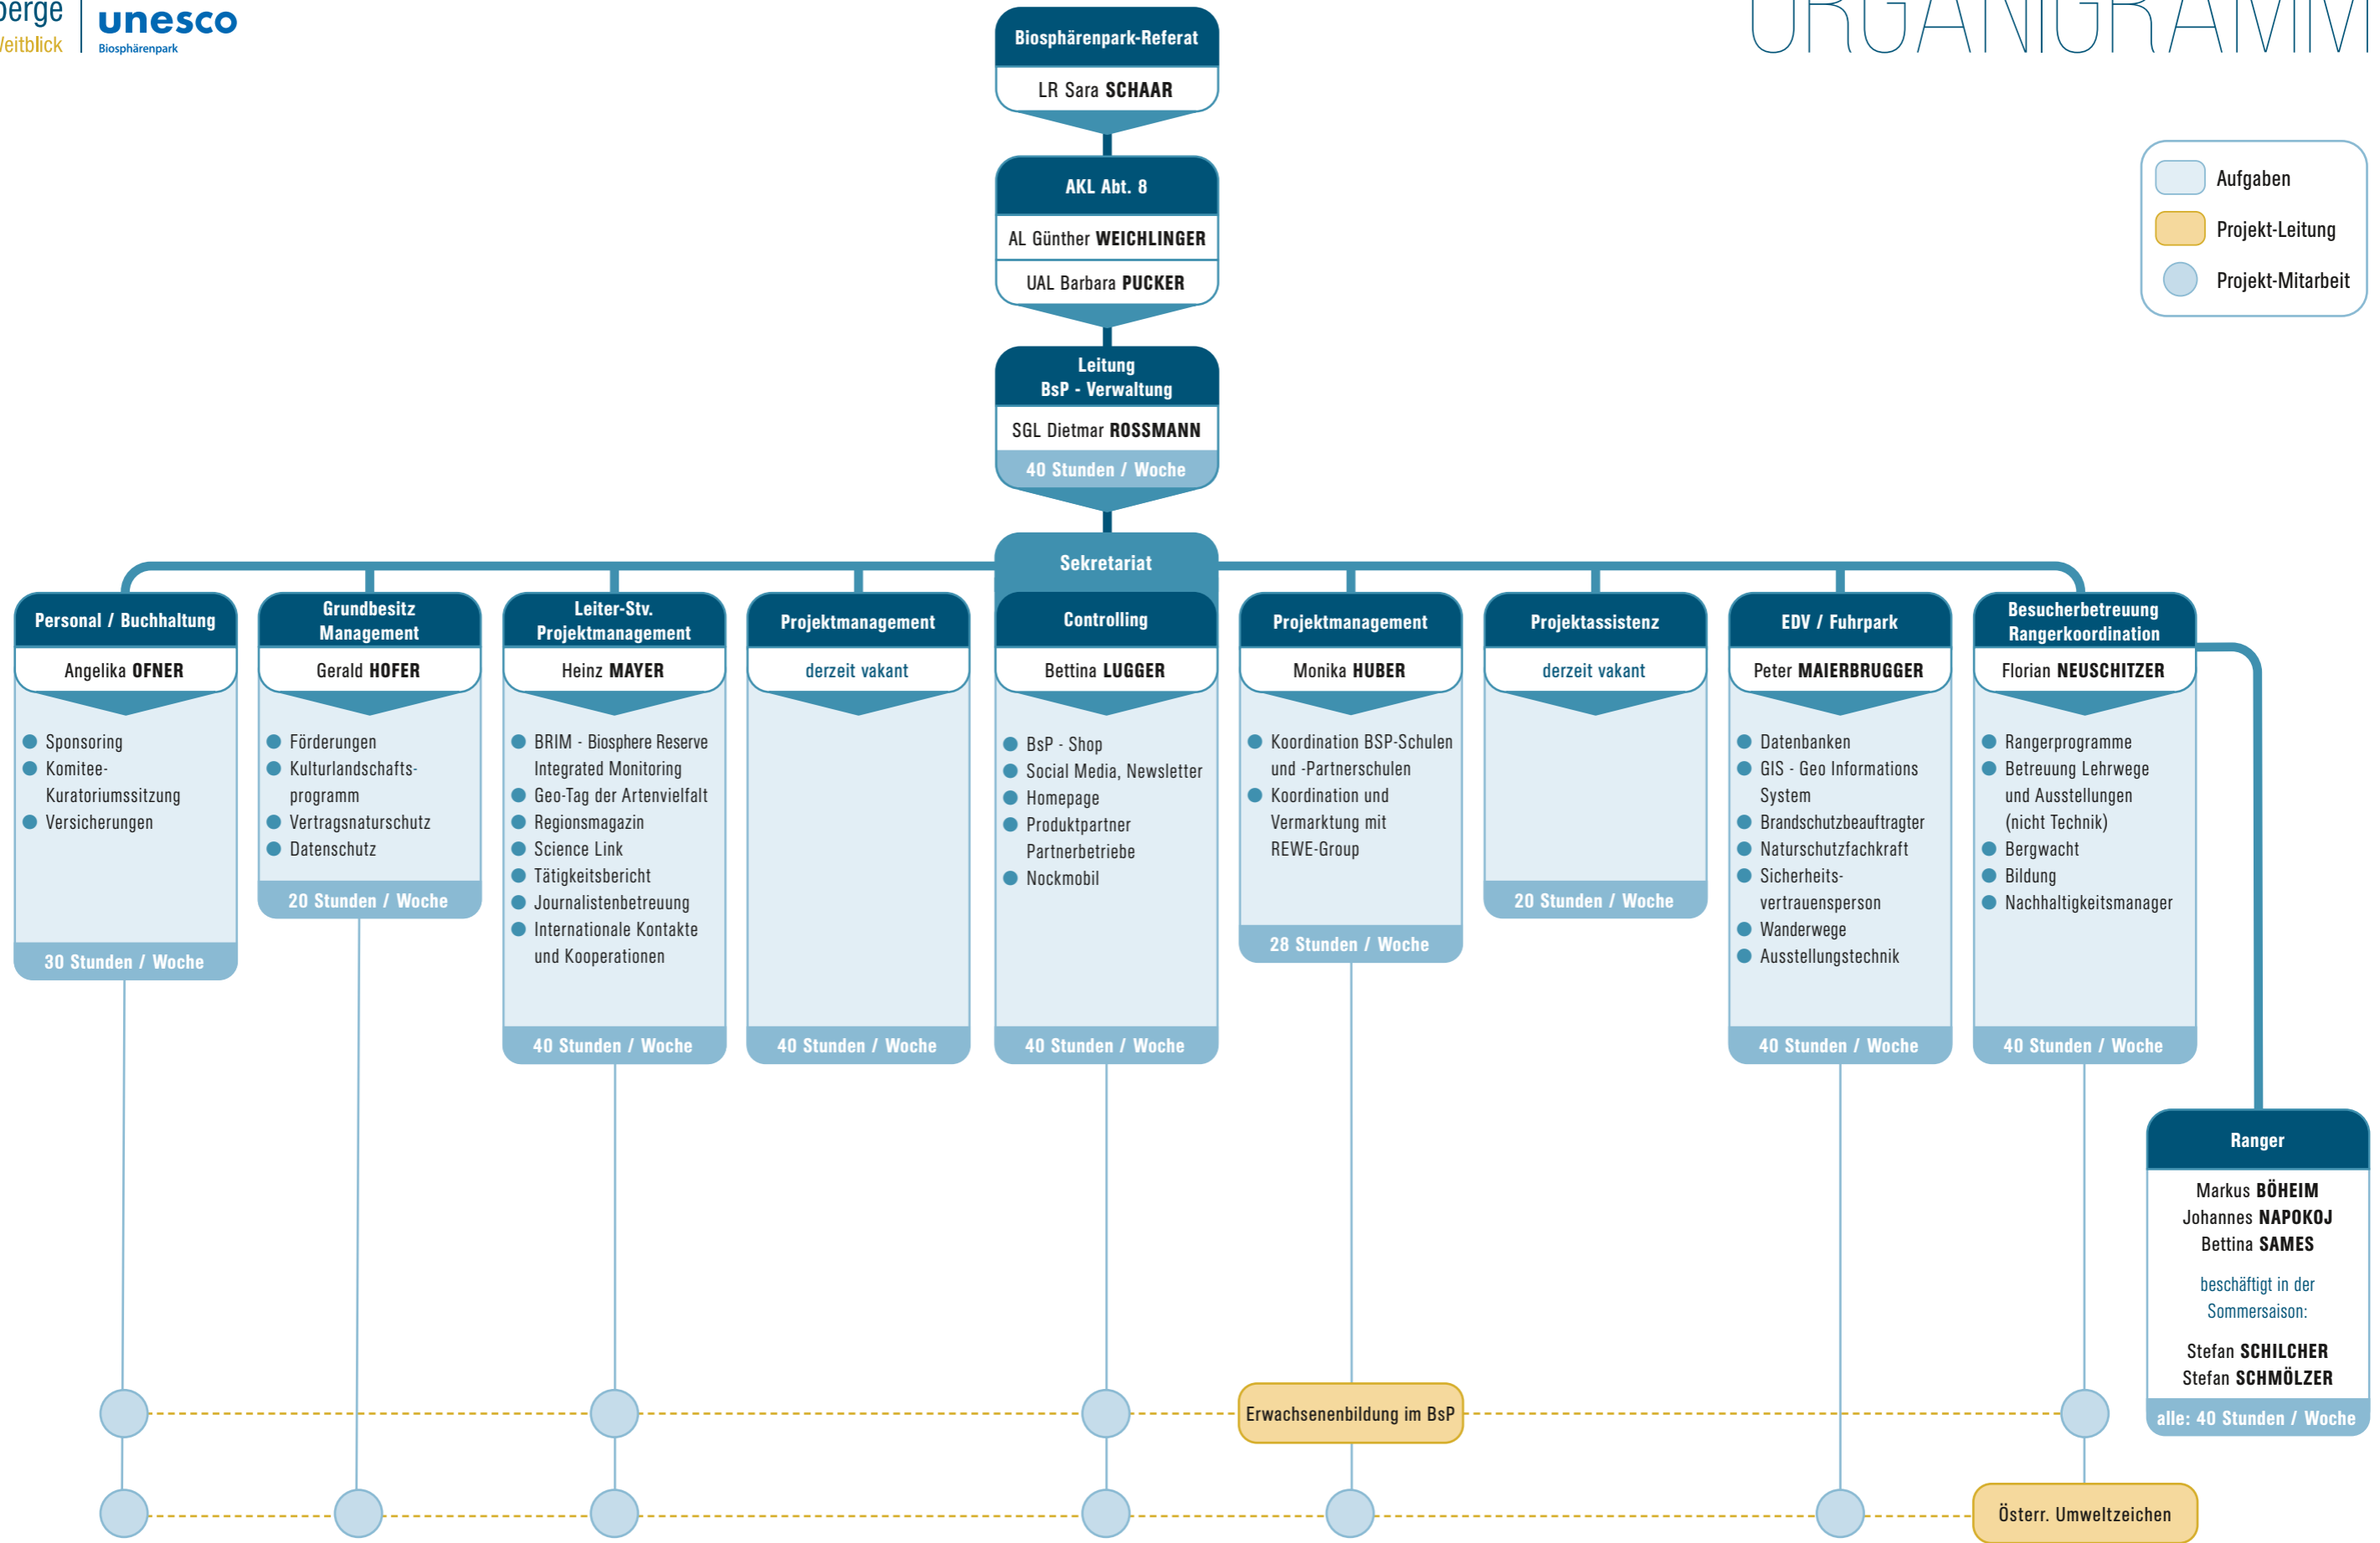 berge
Weitblick
unesco
Biosphärenpark
ORGANIGRAMM
Biosphärenpark-Referat
LR Sara SCHAAR
AKL Abt. 8
AL Günther WEICHLINGER
UAL Barbara PUCKER
Leitung
BsP - Verwaltung
SGL Dietmar ROSSMANN
40 Stunden / Woche
Aufgaben
Projekt-Leitung
Projekt-Mitarbeit
Sekretariat
Personal / Buchhaltung
Angelika OFNER
Sponsoring
Komitee-
Kuratoriumssitzung
Versicherungen
30 Stunden / Woche
Grundbesitz
Management
Gerald HOFER
Förderungen
Kulturlandschafts-
programm
Vertragsnaturschutz
Datenschutz
20 Stunden / Woche
Leiter-Stv.
Projektmanagement
Heinz MAYER
BRIM - Biosphere Reserve
Integrated Monitoring
Geo-Tag der Artenvielfalt
Regionsmagazin
Science Link
Tätigkeitsbericht
Journalistenbetreuung
Internationale Kontakte
und Kooperationen
40 Stunden / Woche
Projektmanagement
derzeit vakant
40 Stunden / Woche
Controlling
Bettina LUGGER
BsP - Shop
Social Media, Newsletter
Homepage
Produktpartner
Partnerbetriebe
Nockmobil
40 Stunden / Woche
Projektmanagement
Monika HUBER
Koordination BSP-Schulen
und -Partnerschulen
Koordination und
Vermarktung mit
REWE-Group
28 Stunden / Woche
Projektassistenz
derzeit vakant
20 Stunden / Woche
EDV / Fuhrpark
Peter MAIERBRUGGER
Datenbanken
GIS - Geo Informations
System
Brandschutzbeauftragter
Naturschutzfachkraft
Sicherheits-
vertrauensperson
Wanderwege
Ausstellungstechnik
40 Stunden / Woche
Besucherbetreuung
Rangerkoordination
Florian NEUSCHITZER
Rangerprogramme
Betreuung Lehrwege
und Ausstellungen
(nicht Technik)
Bergwacht
Bildung
Nachhaltigkeitsmanager
40 Stunden / Woche
Ranger
Markus BÖHEIM
Johannes NAPOKOJ
Bettina SAMES
beschäftigt in der
Sommersaison:
Stefan SCHILCHER
Stefan SCHMÖLZER
alle: 40 Stunden / Woche
Erwachsenenbildung im BsP
Österr. Umweltzeichen